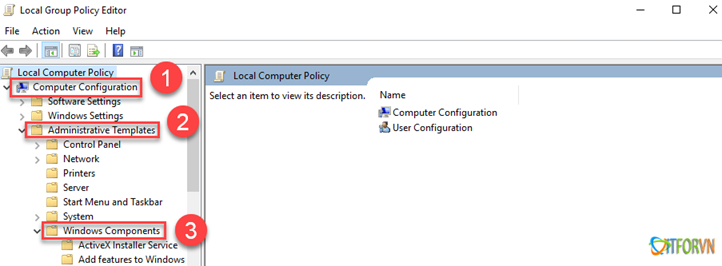 Local Group Policy Editor
File Action View Help
Local Computer Policy
Computer Configuration
1
Software Settings
Windows Settings
Administrative Templates
2
Control Panel
Network
Printers
Server
Start Menu and Taskbar
System
Windows Components
3
ActiveX Installer Service
Add features to Windows
Local Computer Policy
Select an item to view its description.
Name
Computer Configuration
User Configuration
ITFORVN